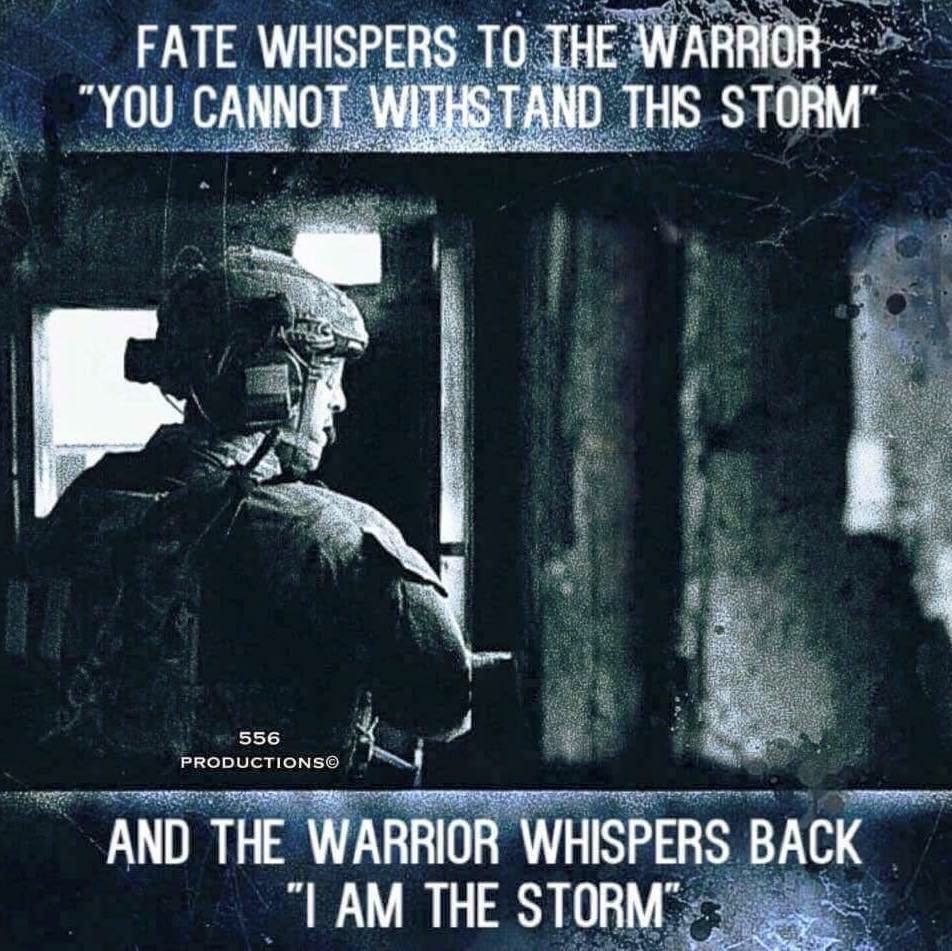 FATE WHISPERS TO THE WARRIOR
"YOU CANNOT WITHSTAND THIS STORM"
556
PRODUCTIONS©
AND THE WARRIOR WHISPERS BACK
"I AM THE STORM"